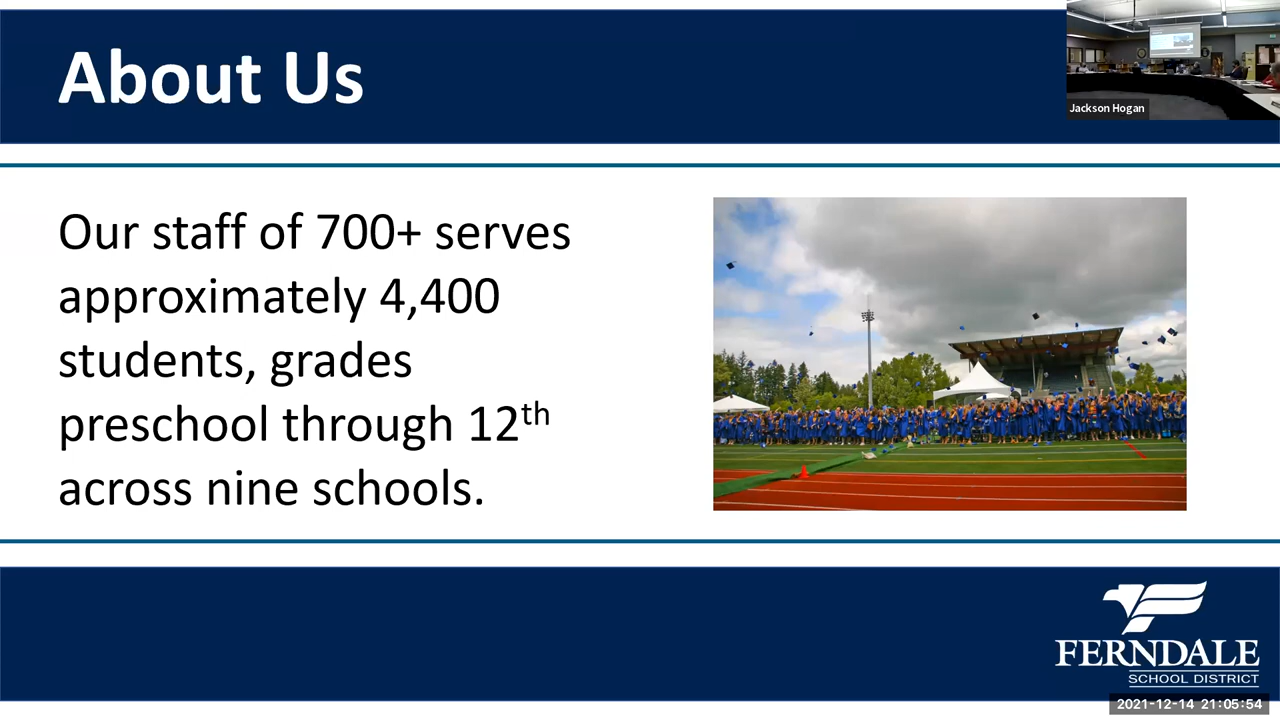 About Us
Jackson Hogan
Our staff of 700+ serves
approximately 4,400
students, grades
preschool through 12th
across nine schools.
FERNDALE
SCHOOL DISTRICT
2021-12-14 21:05:54